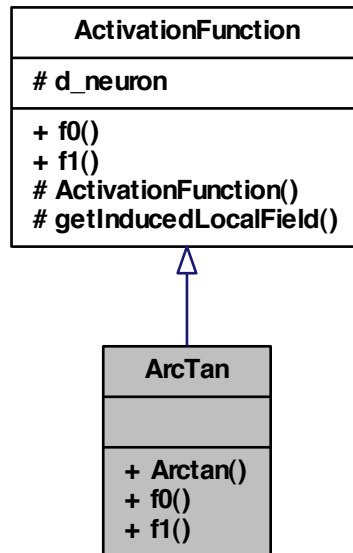 ActivationFunction
# d_neuron
+ f0()
+ f1()
# ActivationFunction()
# getInducedLocalField()
ArcTan
+ Arctan()
+ f0()
+ f1()